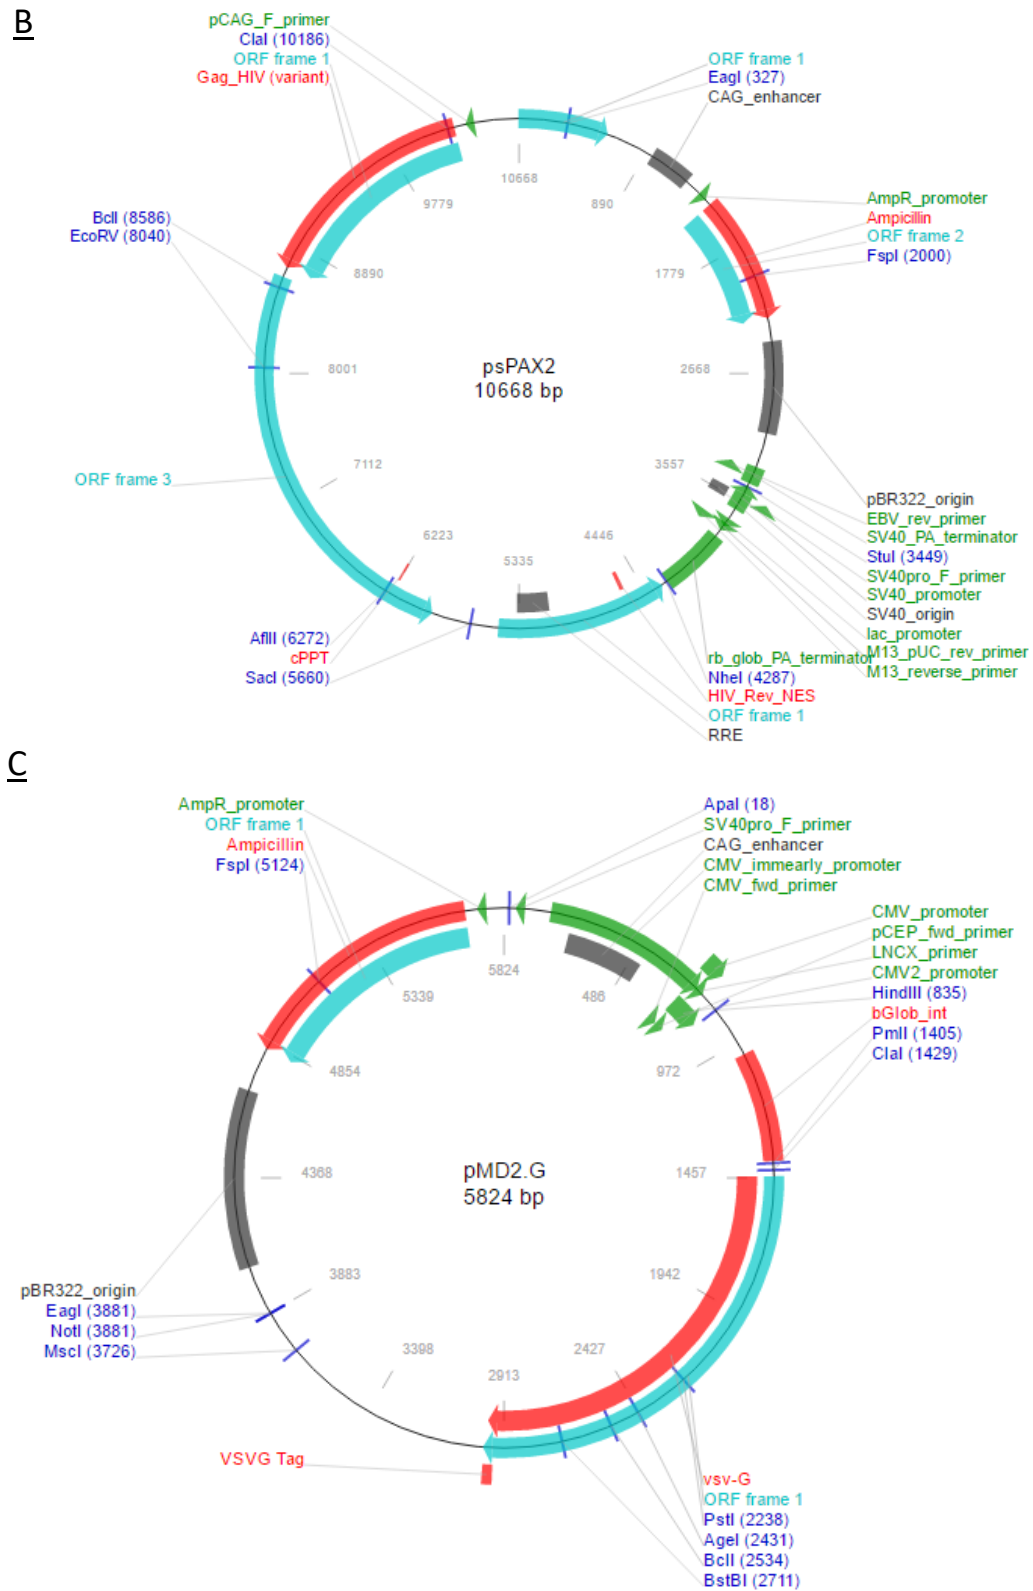 B
pCAG_F_primer
ClaI (10186)
ORF frame 1
Gag_HIV (variant)
ORF frame 1
EagI (327)
CAG_enhancer
10668
890
9779
AmpR_promoter
Ampicillin
ORF frame 2
FspI (2000)
BclI (8586)
EcoRV (8040)
8890
1779
8001
psPAX2
10668 bp
2668
ORF frame 3
7112
3557
6223
5335
4446
pBR322_origin
EBV_rev_primer
SV40_PA_terminator
StuI (3449)
SV40pro_F_primer
SV40_promoter
SV40_origin
lac_promoter
M13_pUC_rev_primer
M13_reverse_primer
AflII (6272)
cPPT
SacI (5660)
rb_glob_PA_terminator
NheI (4287)
HIV_Rev_NES
ORF frame 1
RRE
C
AmpR_promoter
ORF frame 1
Ampicillin
FspI (5124)
ApaI (18)
SV40pro_F_primer
CAG_enhancer
CMV_immearly_promoter
CMV_fwd_primer
CMV_promoter
pCEP_fwd_primer
LNCX_primer
CMV2_promoter
HindIII (835)
bGlob_int
PmlI (1405)
ClaI (1429)
5824
5339
486
4854
972
4368
pMD2.G
5824 bp
1457
3883
1942
3398
2427
2913
pBR322_origin
EagI (3881)
NotI (3881)
MscI (3726)
VSVG Tag
vsv-G
ORF frame 1
PstI (2238)
AgeI (2431)
BclI (2534)
BstBI (2711)